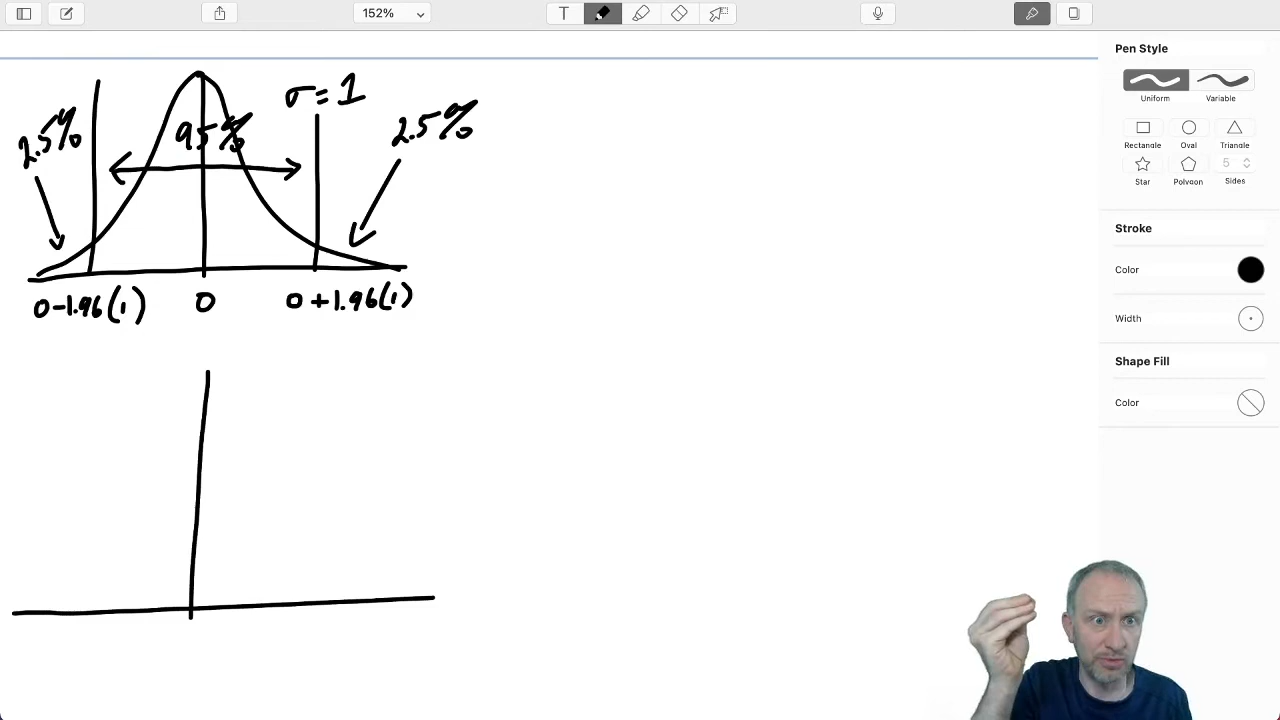 152%
T
Pen Style
Uniform Variable
Rectangle Oval Triangle
5
Star Polygon Sides
Stroke
Color
Width
Shape Fill
Color
σ = 1
2.5% 95% 2.5%
0-1.96(1) 0 0+1.96(1)